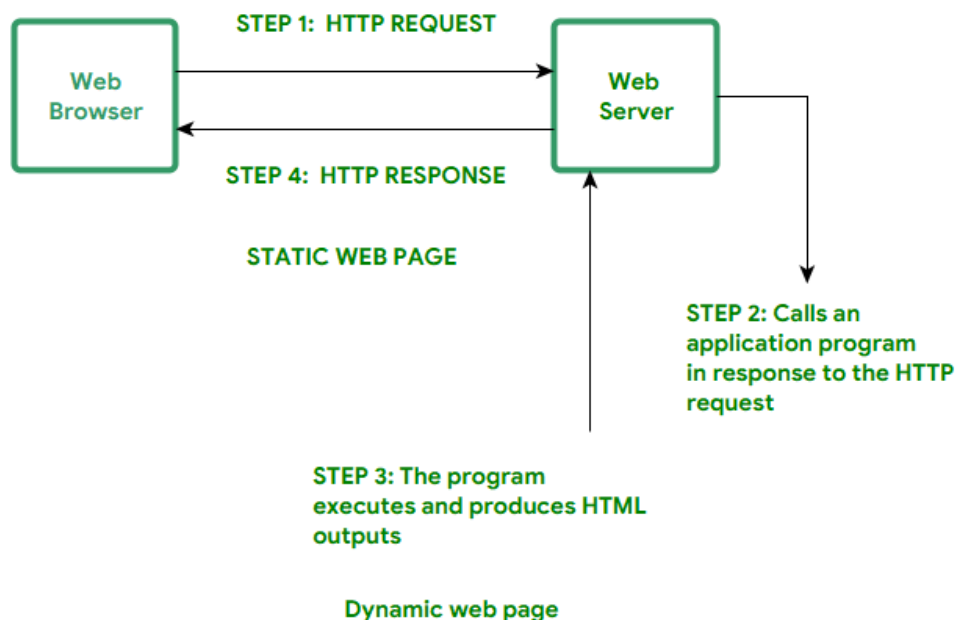 STEP 1: HTTP REQUEST
Web
Browser
Web
Server
STEP 4: HTTP RESPONSE
STATIC WEB PAGE
STEP 2: Calls an
application program
in response to the HTTP
request
STEP 3: The program
executes and produces HTML
outputs
Dynamic web page